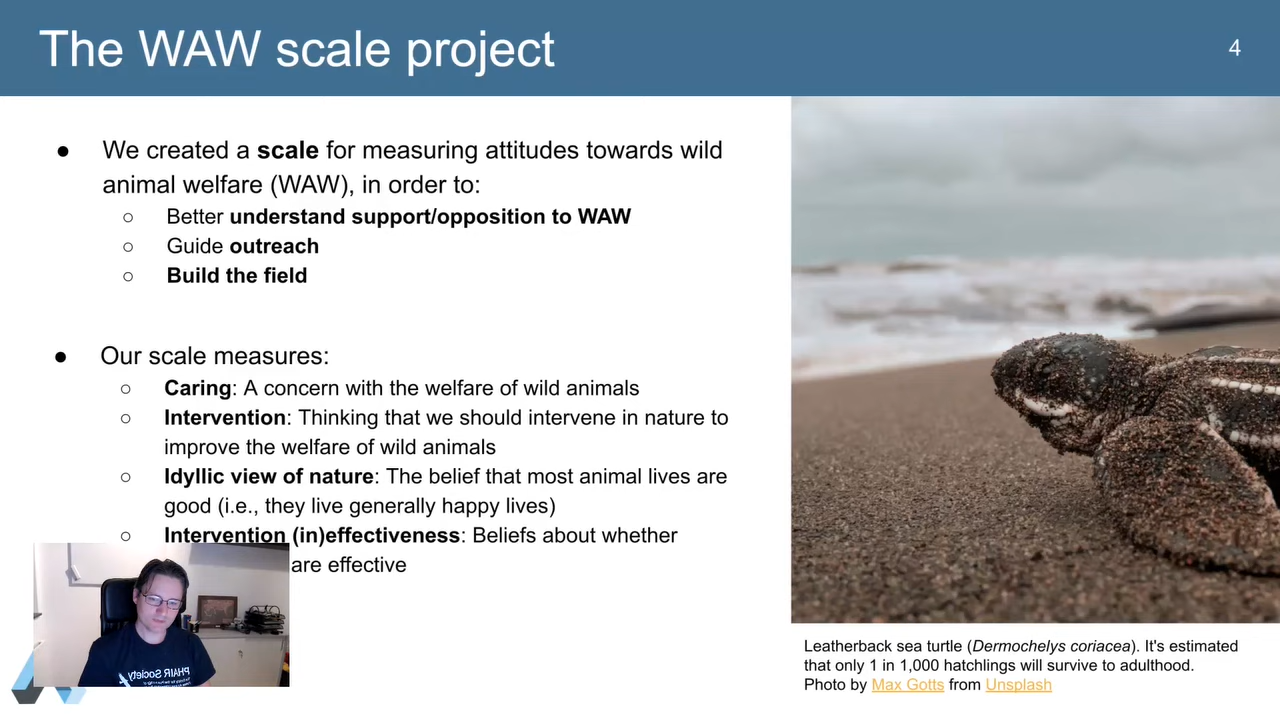 The WAW scale project
4
● We created a scale for measuring attitudes towards wild
animal welfare (WAW), in order to:
○ Better understand support/opposition to WAW
○ Guide outreach
○ Build the field
● Our scale measures:
○ Caring: A concern with the welfare of wild animals
○ Intervention: Thinking that we should intervene in nature to
improve the welfare of wild animals
○ Idyllic view of nature: The belief that most animal lives are
good (i.e., they live generally happy lives)
○ Intervention (in)effectiveness: Beliefs about whether
are effective
PHAIR Society
Leatherback sea turtle (Dermochelys coriacea). It's estimated
that only 1 in 1,000 hatchlings will survive to adulthood.
Photo by Max Gotts from Unsplash